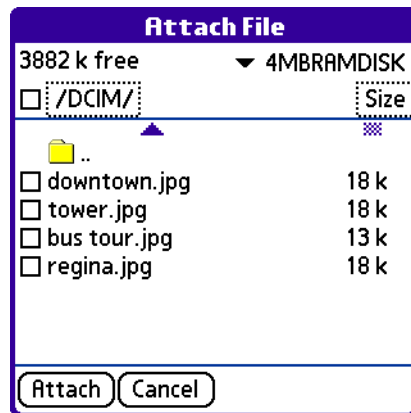 Attach File
3882 k free 4MBRAMDISK
/DCIM/ Size
..
downtown.jpg 18 k
tower.jpg 18 k
bus tour.jpg 13 k
regina.jpg 18 k
Attach Cancel